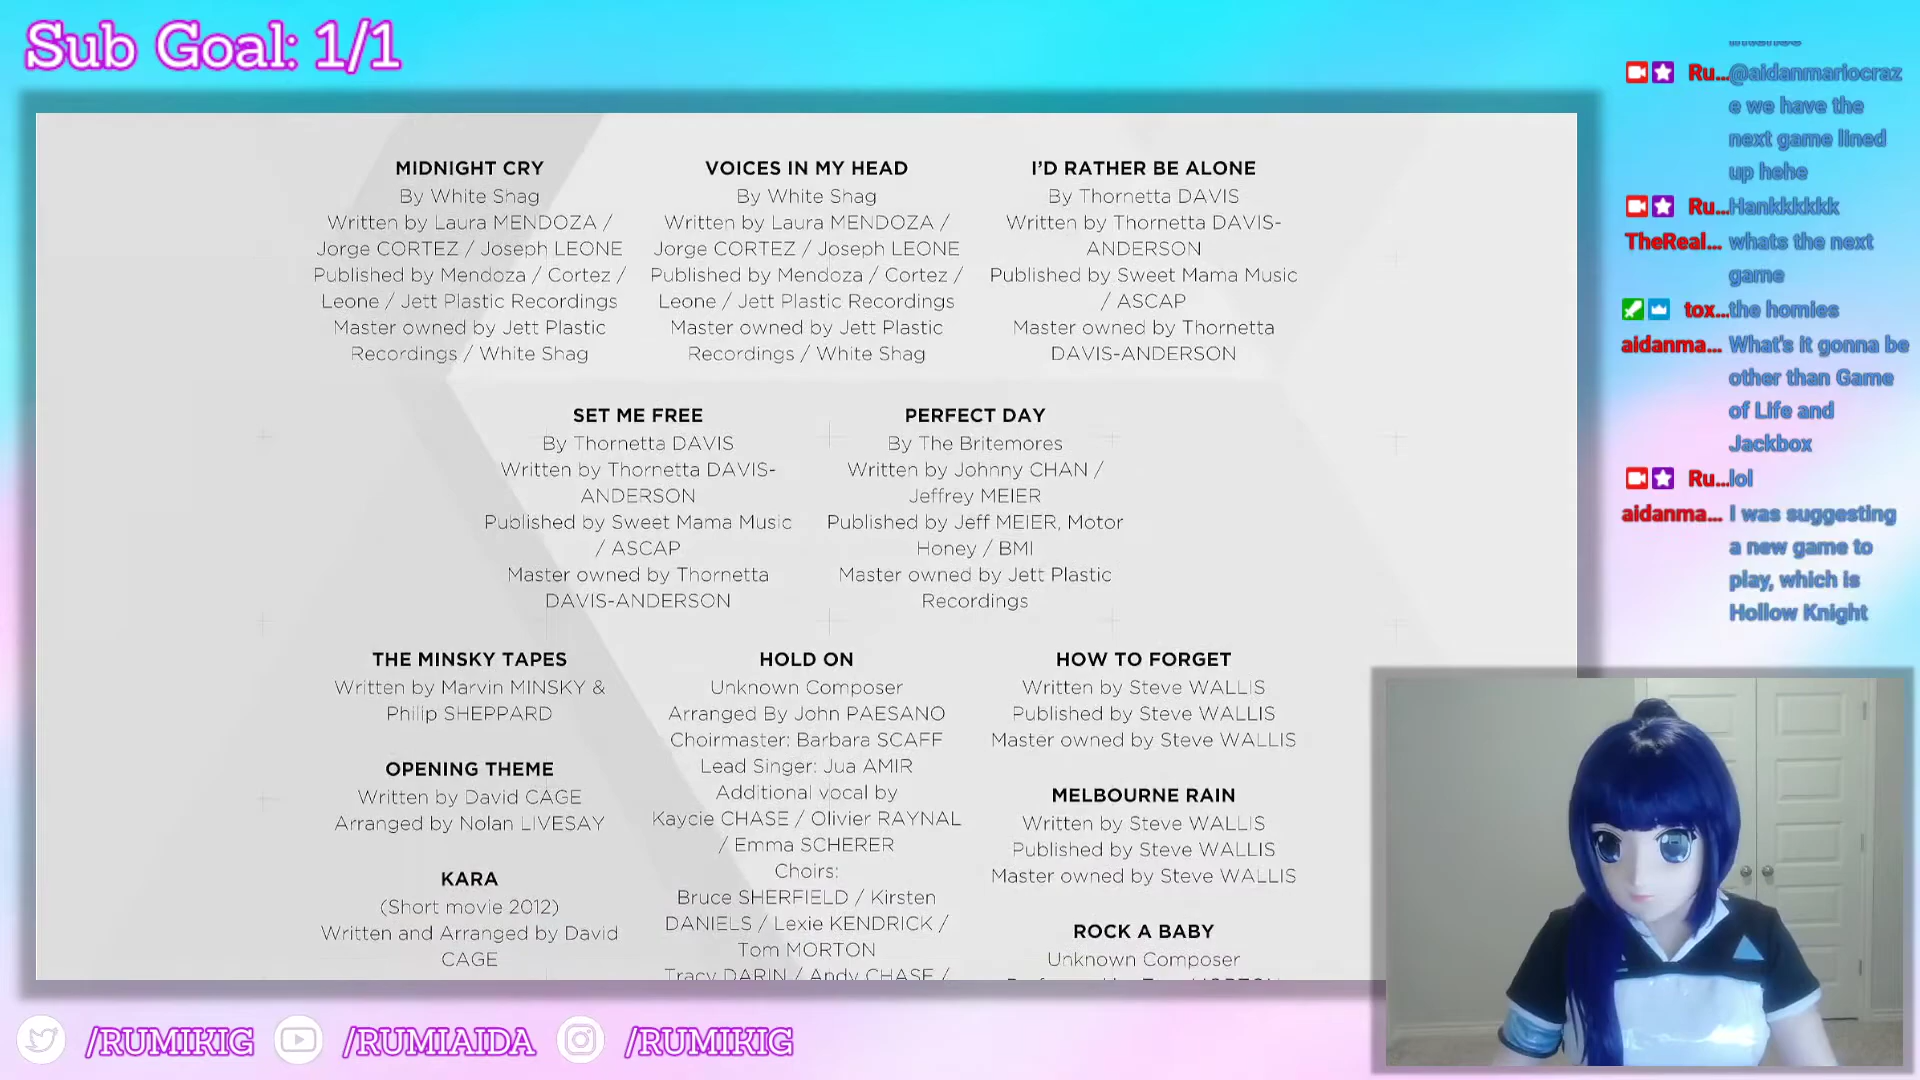 Sub Goal: 1/1
MIDNIGHT CRY
By White Shag
Written by Laura MENDOZA /
Jorge CORTEZ / Joseph LEONE
Published by Mendoza / Cortez /
Leone / Jett Plastic Recordings
Master owned by Jett Plastic
Recordings / White Shag
VOICES IN MY HEAD
By White Shag
Written by Laura MENDOZA /
Jorge CORTEZ / Joseph LEONE
Published by Mendoza / Cortez /
Leone / Jett Plastic Recordings
Master owned by Jett Plastic
Recordings / White Shag
I'D RATHER BE ALONE
By Thornetta DAVIS
Written by Thornetta DAVIS-
ANDERSON
Published by Sweet Mama Music
/ ASCAP
Master owned by Thornetta
DAVIS-ANDERSON
SET ME FREE
By Thornetta DAVIS
Written by Thornetta DAVIS-
ANDERSON
Published by Sweet Mama Music
/ ASCAP
Master owned by Thornetta
DAVIS-ANDERSON
PERFECT DAY
By The Britemores
Written by Johnny CHAN /
Jeffrey MEIER
Published by Jeff MEIER, Motor
Honey / BMI
Master owned by Jett Plastic
Recordings
THE MINSKY TAPES
Written by Marvin MINSKY &
Philip SHEPPARD
OPENING THEME
Written by David CAGE
Arranged by Nolan LIVESAY
KARA
(Short movie 2012)
Written and Arranged by David
CAGE
HOLD ON
Unknown Composer
Arranged By John PAESANO
Choirmaster: Barbara SCAFF
Lead Singer: Jua AMIR
Additional vocal by
Kaycie CHASE / Olivier RAYNAL
/ Emma SCHERER
Choirs:
Bruce SHERFIELD / Kirsten
DANIELS / Lexie KENDRICK /
Tom MORTON
Tracy DARIN / Andy CHASE /
HOW TO FORGET
Written by Steve WALLIS
Published by Steve WALLIS
Master owned by Steve WALLIS
MELBOURNE RAIN
Written by Steve WALLIS
Published by Steve WALLIS
Master owned by Steve WALLIS
ROCK A BABY
Unknown Composer
Ru... @aidanmariocraz
e we have the
next game lined
up hehe
Ru... Hankkkkkk
TheReal... whats the next
game
tox... the homies
aidanma... What's it gonna be
other than Game
of Life and
Jackbox
Ru... lol
aidanma... I was suggesting
a new game to
play, which is
Hollow Knight
/RUMIKIG
/RUMIAIDA
/RUMIKIG